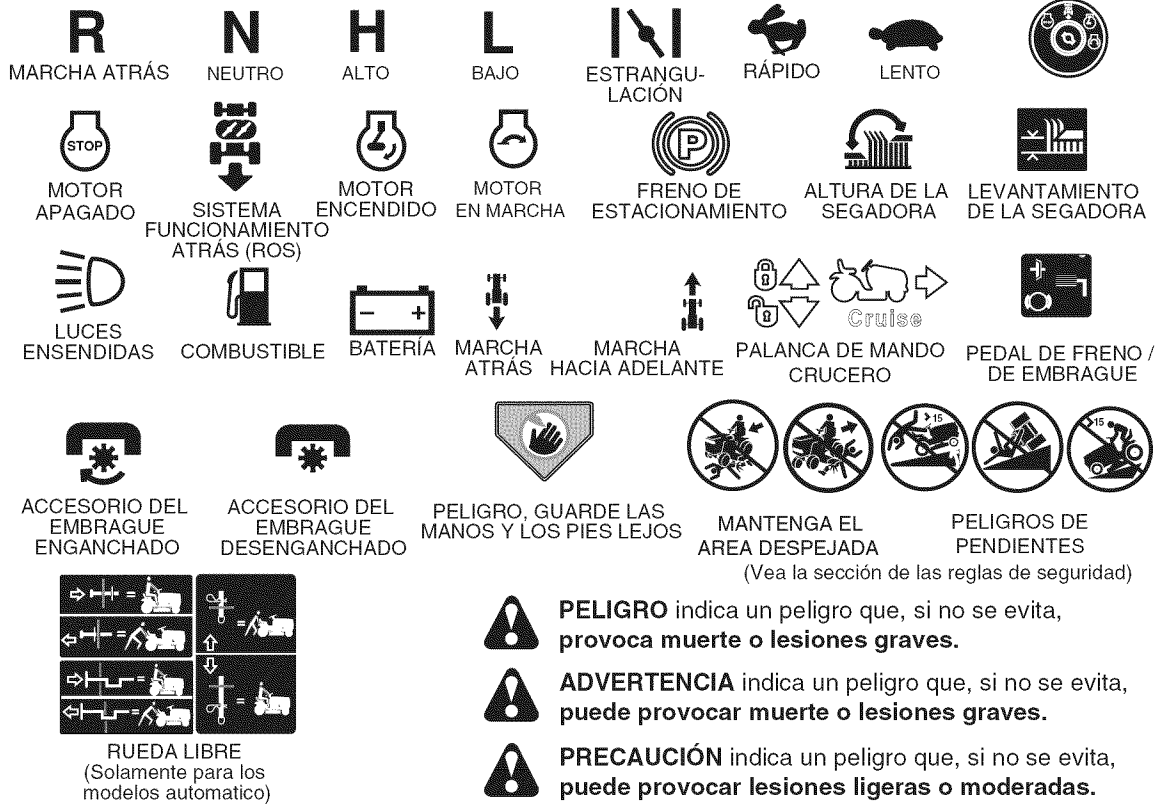 R N H L
MARCHA ATRÁS NEUTRO ALTO BAJO ESTRANGU-
LACIÓN RÁPIDO LENTO
STOP
MOTOR
APAGADO
SISTEMA
FUNCIONAMIENTO
ATRÁS (ROS)
MOTOR
ENCENDIDO
MOTOR
EN MARCHA
P
FRENO DE
ESTACIONAMIENTO
ALTURA DE LA
SEGADORA
LEVANTAMIENTO
DE LA SEGADORA
LUCES
ENSENDIDAS
COMBUSTIBLE
- +
BATERÍA
MARCHA
ATRÁS
MARCHA
HACIA ADELANTE
Cruise
PALANCA DE MANDO
CRUCERO
PEDAL DE FRENO /
DE EMBRAGUE
ACCESORIO DEL
EMBRAGUE
ENGANCHADO
ACCESORIO DEL
EMBRAGUE
DESENGANCHADO
PELIGRO, GUARDE LAS
MANOS Y LOS PIES LEJOS
>15
>15
MANTENGA EL
AREA DESPEJADA
PELIGROS DE
PENDIENTES
(Vea la sección de las reglas de seguridad)
= = = = = =
RUEDA LIBRE
(Solamente para los
modelos automatico)
! PELIGRO indica un peligro que, si no se evita,
provoca muerte o lesiones graves.
! ADVERTENCIA indica un peligro que, si no se evita,
puede provocar muerte o lesiones graves.
! PRECAUCIÓN indica un peligro que, si no se evita,
puede provocar lesiones ligeras o moderadas.